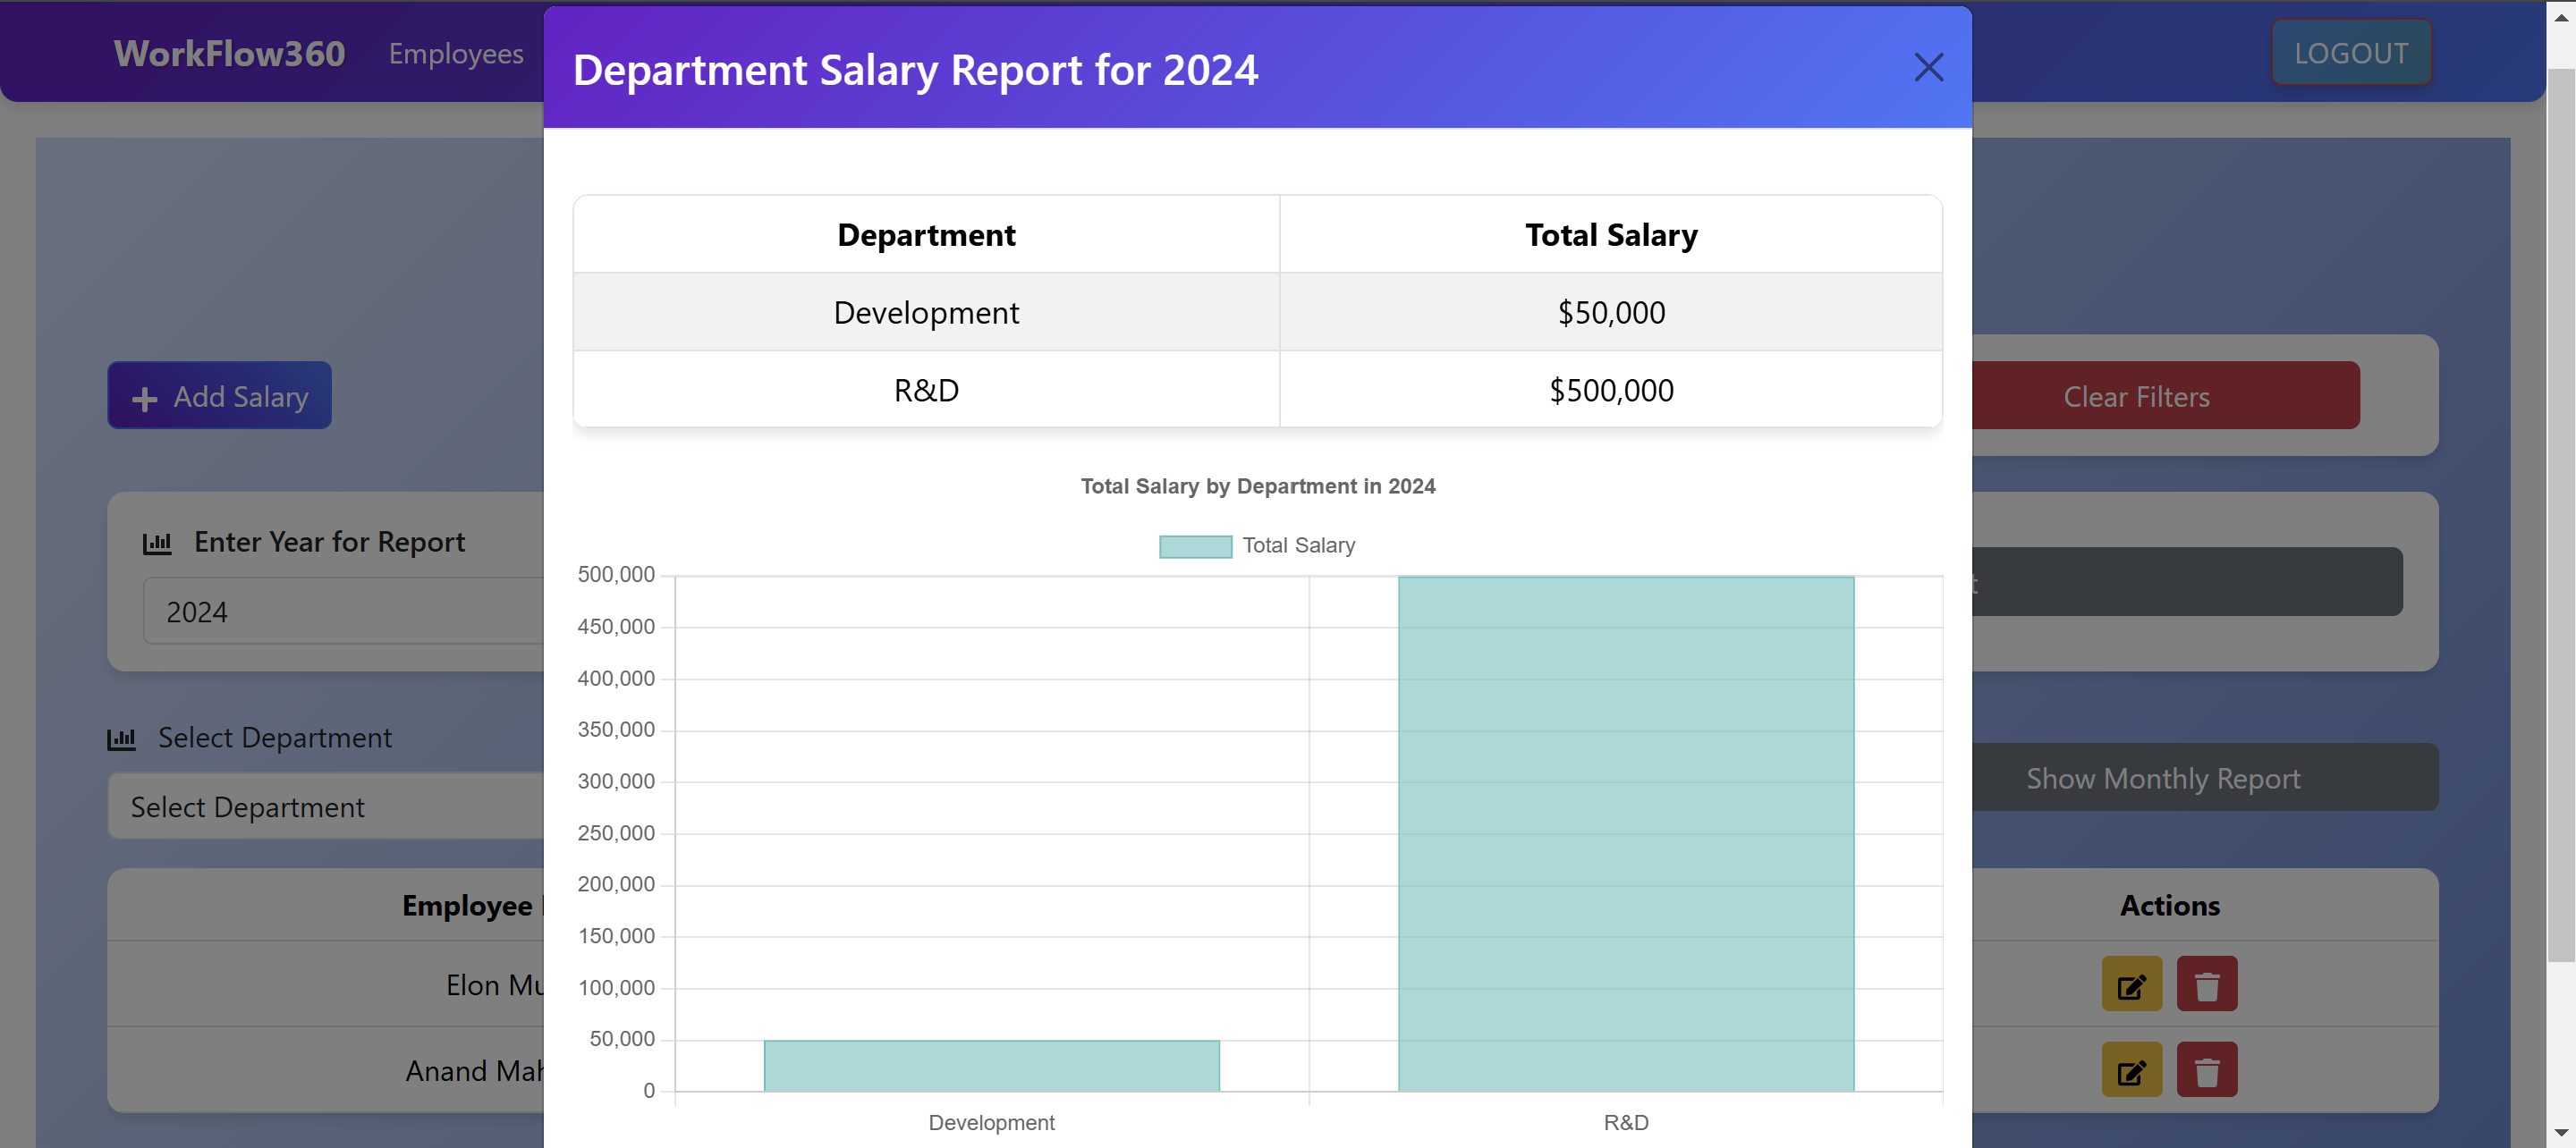 WorkFlow360 Employees LOGOUT
Department Salary Report for 2024
Department Total Salary
Development $50,000
R&D $500,000
Add Salary
Clear Filters
Total Salary by Department in 2024
Total Salary
Enter Year for Report
2024
Select Department
Select Department
Show Monthly Report
500,000
450,000
400,000
350,000
300,000
250,000
200,000
150,000
100,000
50,000
0
Development R&D
Employee
Actions
Elon
Anand